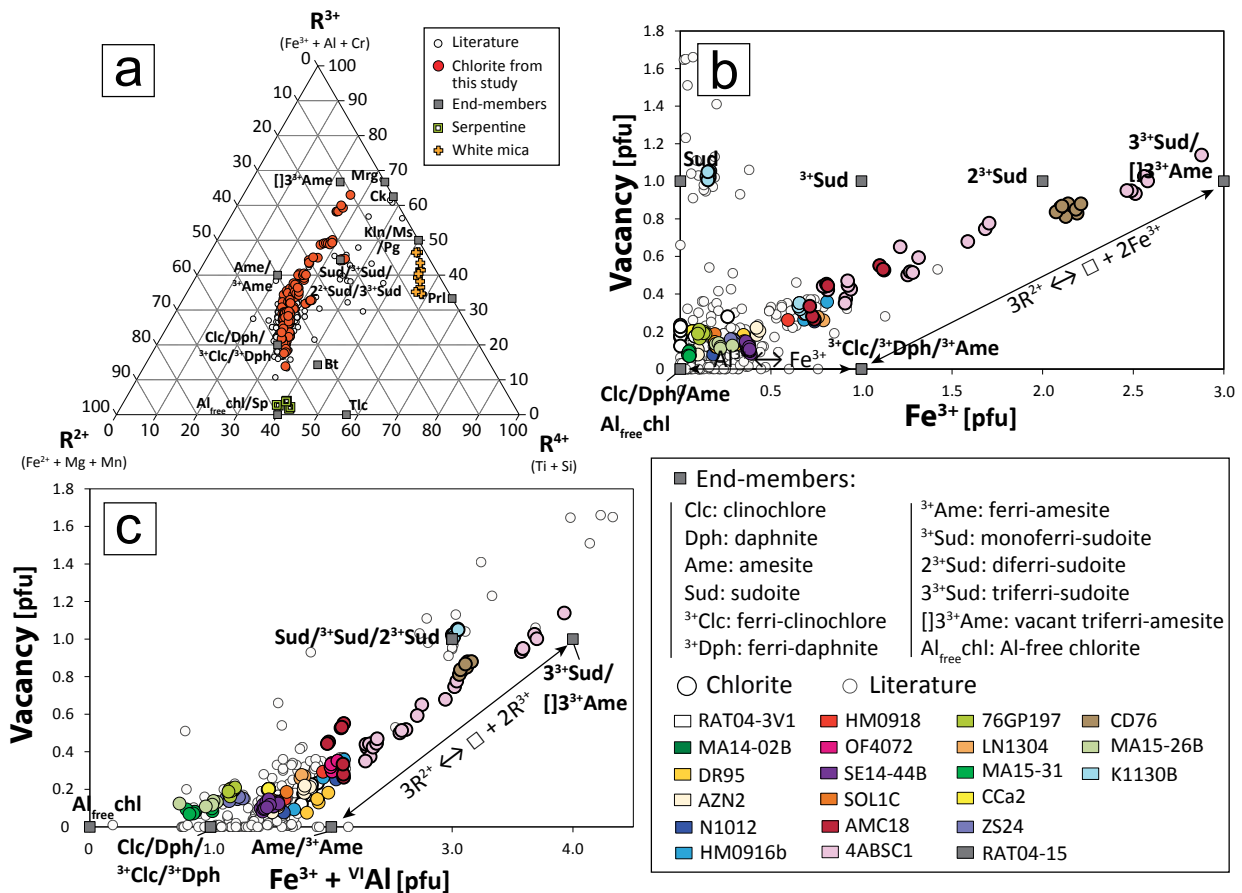 a
R3+
(Fe3+ + Al + Cr)
0
100
10
90
20
80
30
70
40
60
50
50
60
40
70
30
80
20
90
10
100
0
0 10 20 30 40 50 60 70 80 90 100
R2+
(Fe2+ + Mg + Mn)
R4+
(Ti + Si)
Literature
Chlorite from
this study
End-members
Serpentine
White mica
[]33+Ame
Mrg
Ck
Kln/Ms
/Pg
Ame/
3+Ame
Sud/3+Sud/
22+Sud/33+Sud
Prl
Clc/Dph/
3+Clc/3+Dph
Bt
Alfreechl/Sp
Tlc
b
Vacancy [pfu]
1.8
1.6
1.4
1.2
1.0
0.8
0.6
0.4
0.2
0
Sud
3+Sud
23+Sud
33+Sud/
[]33+Ame
3R2+ <-> □ + 2Fe3+
Al3+ <-> Fe3+
3+Clc/3+Dph/3+Ame
0.5 1.0 1.5 2.0 2.5 3.0
Clc/Dph/Ame
Alfreechl
Fe3+ [pfu]
c
Vacancy [pfu]
1.8
1.6
1.4
1.2
1.0
0.8
0.6
0.4
0.2
0
Sud/3+Sud/23+Sud
33+Sud/
[]33+Ame
3R2+ <-> □ + 2R3+
Alfreechl
0 1.0 3.0 4.0
Clc/Dph/
3+Clc/3+Dph
Ame/3+Ame
Fe3+ + VIAl [pfu]
End-members:
Clc: clinochlore
Dph: daphnite
Ame: amesite
Sud: sudoite
3+Clc: ferri-clinochlore
3+Dph: ferri-daphnite
3+Ame: ferri-amesite
3+Sud: monoferri-sudoite
23+Sud: diferri-sudoite
33+Sud: triferri-sudoite
[]33+Ame: vacant triferri-amesite
Alfreechl: Al-free chlorite
Chlorite
Literature
RAT04-3V1
MA14-02B
DR95
AZN2
N1012
HM0916b
HM0918
OF4072
SE14-44B
SOL1C
AMC18
4ABSC1
76GP197
LN1304
MA15-31
CCa2
ZS24
RAT04-15
CD76
MA15-26B
K1130B